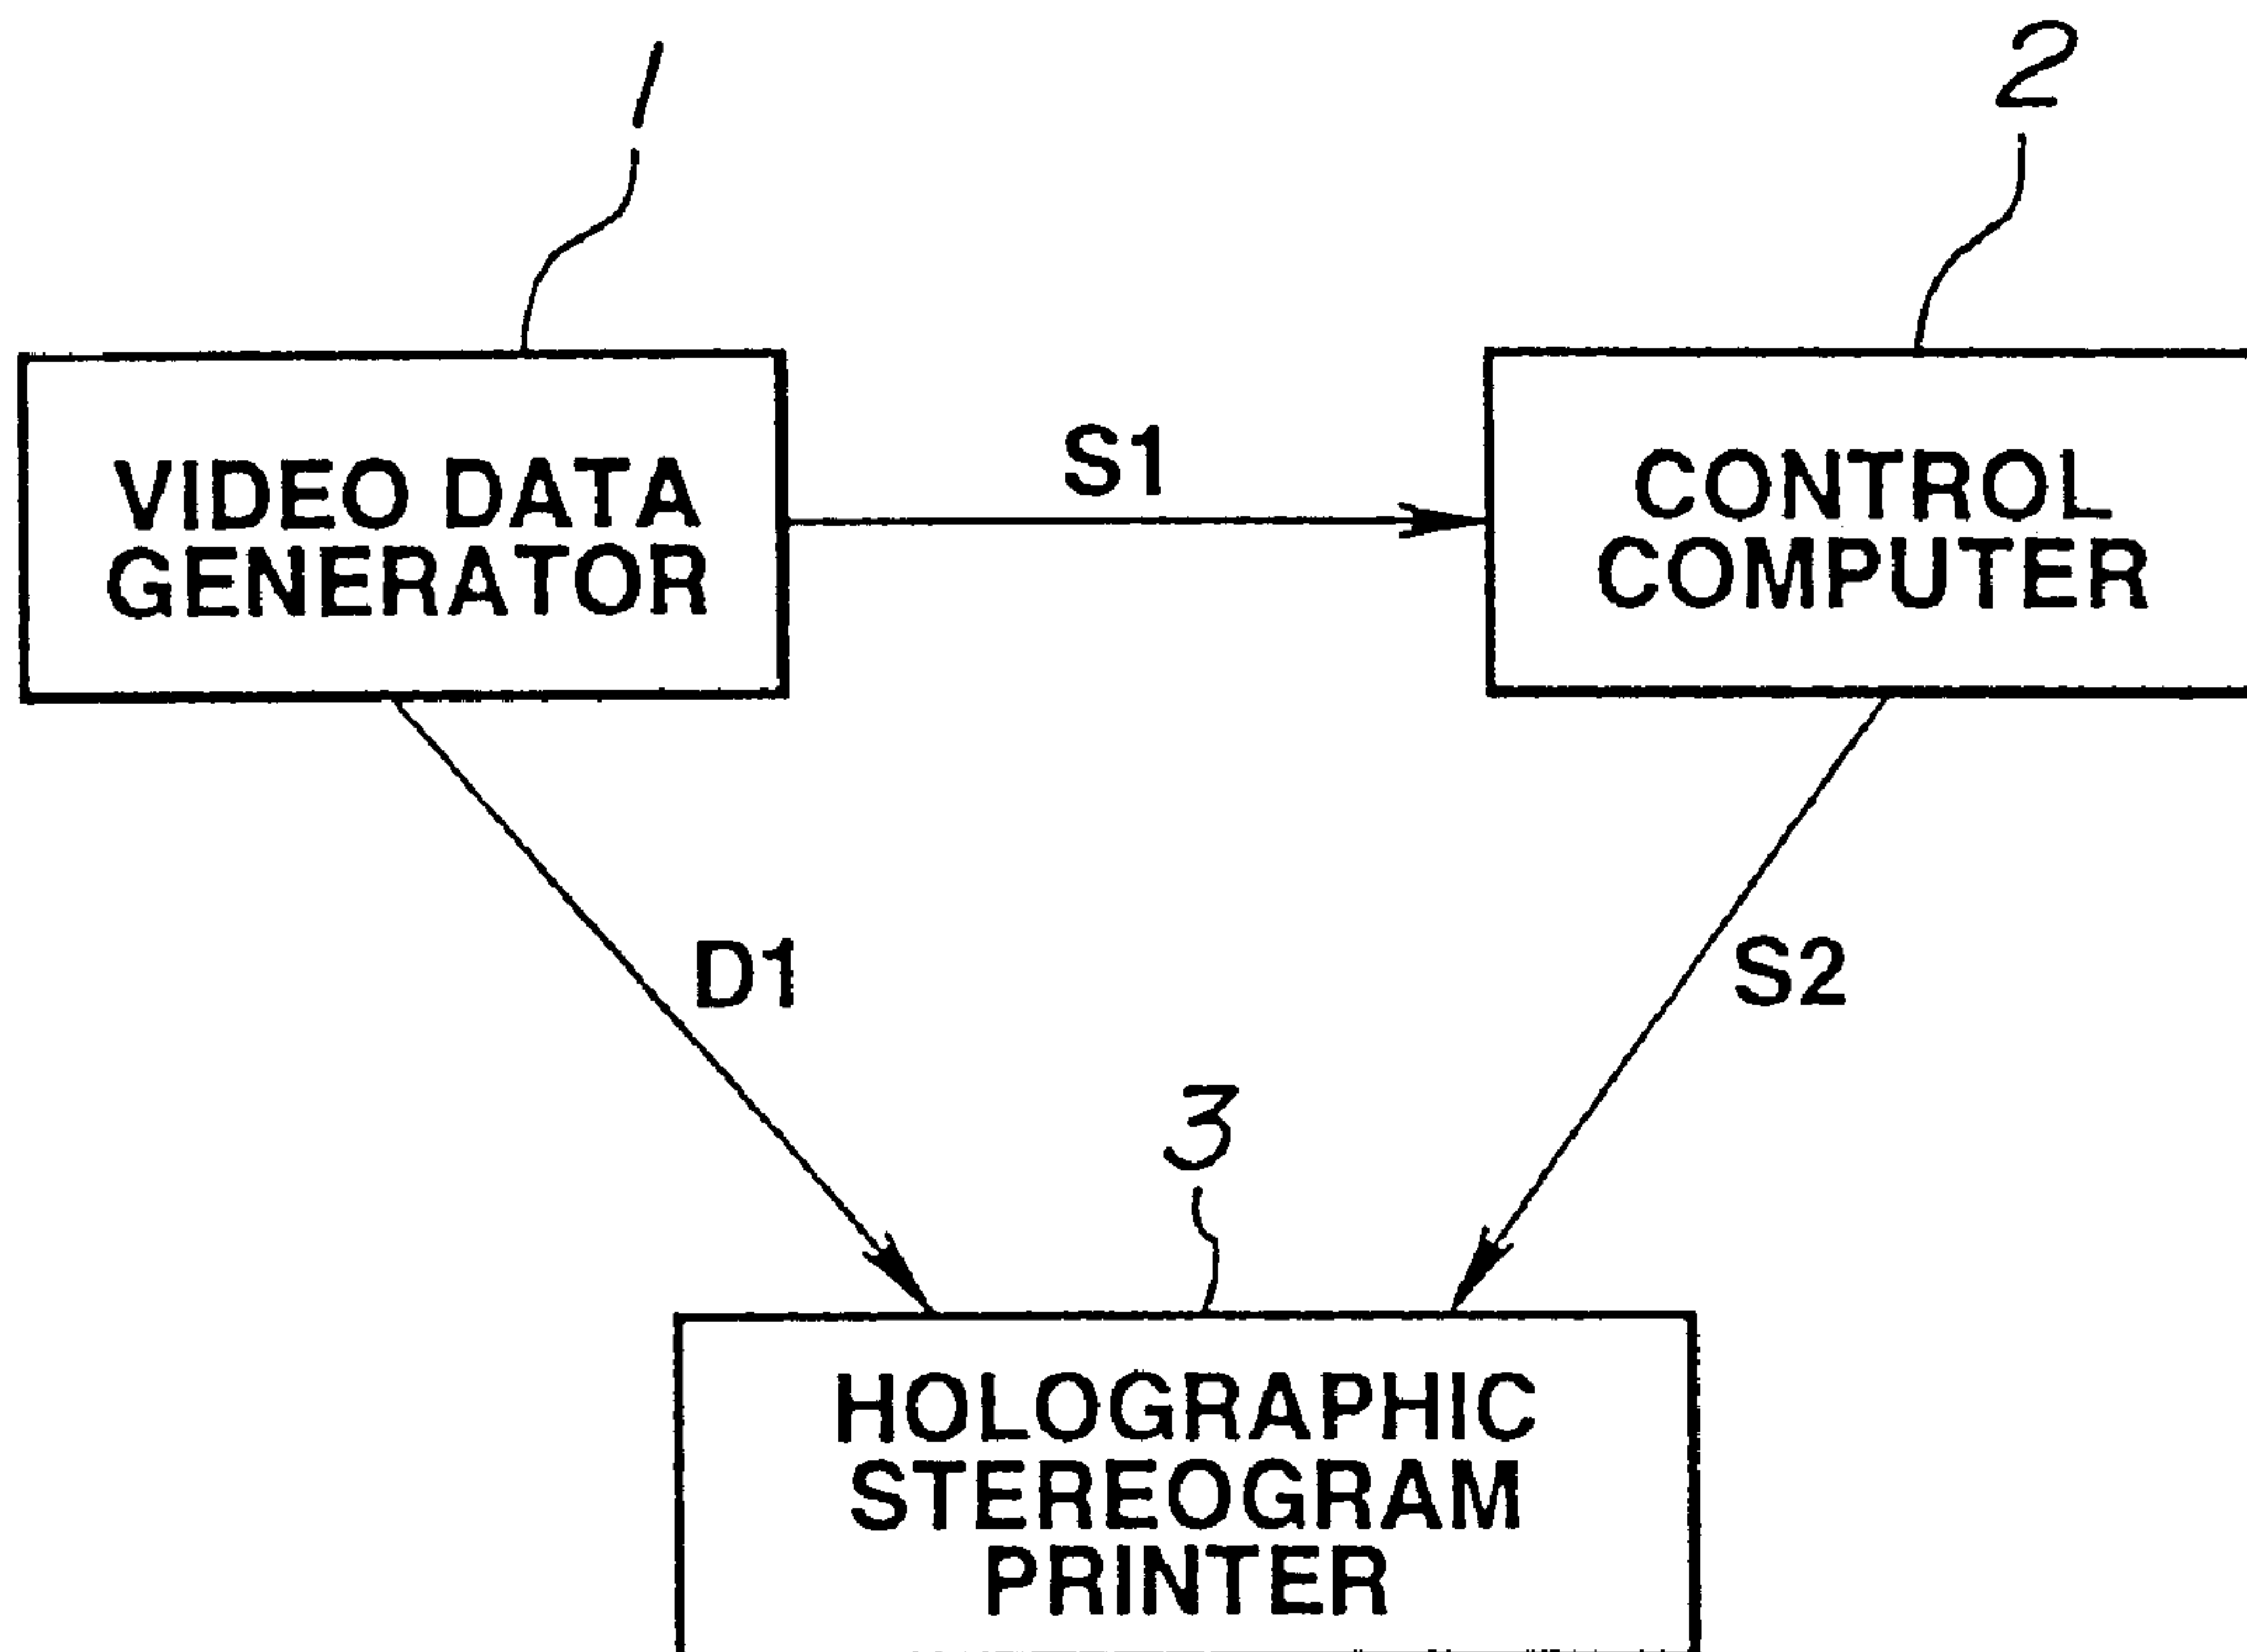 1
2
VIDEO DATA
GENERATOR
S1
CONTROL
COMPUTER
D1
S2
3
HOLOGRAPHIC
STEREOGRAM
PRINTER